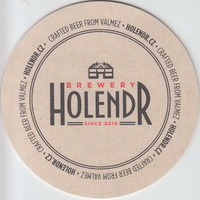 CRAFTED BEER FROM VALMEZ • HOLENDR.CZ • CRAFTED BEER FROM VALMEZ • HOLENDR.CZ • CRAFTED BEER FROM VALMEZ • HOLENDR.CZ •
BREWERY
HOLENDR
SINCE 2015